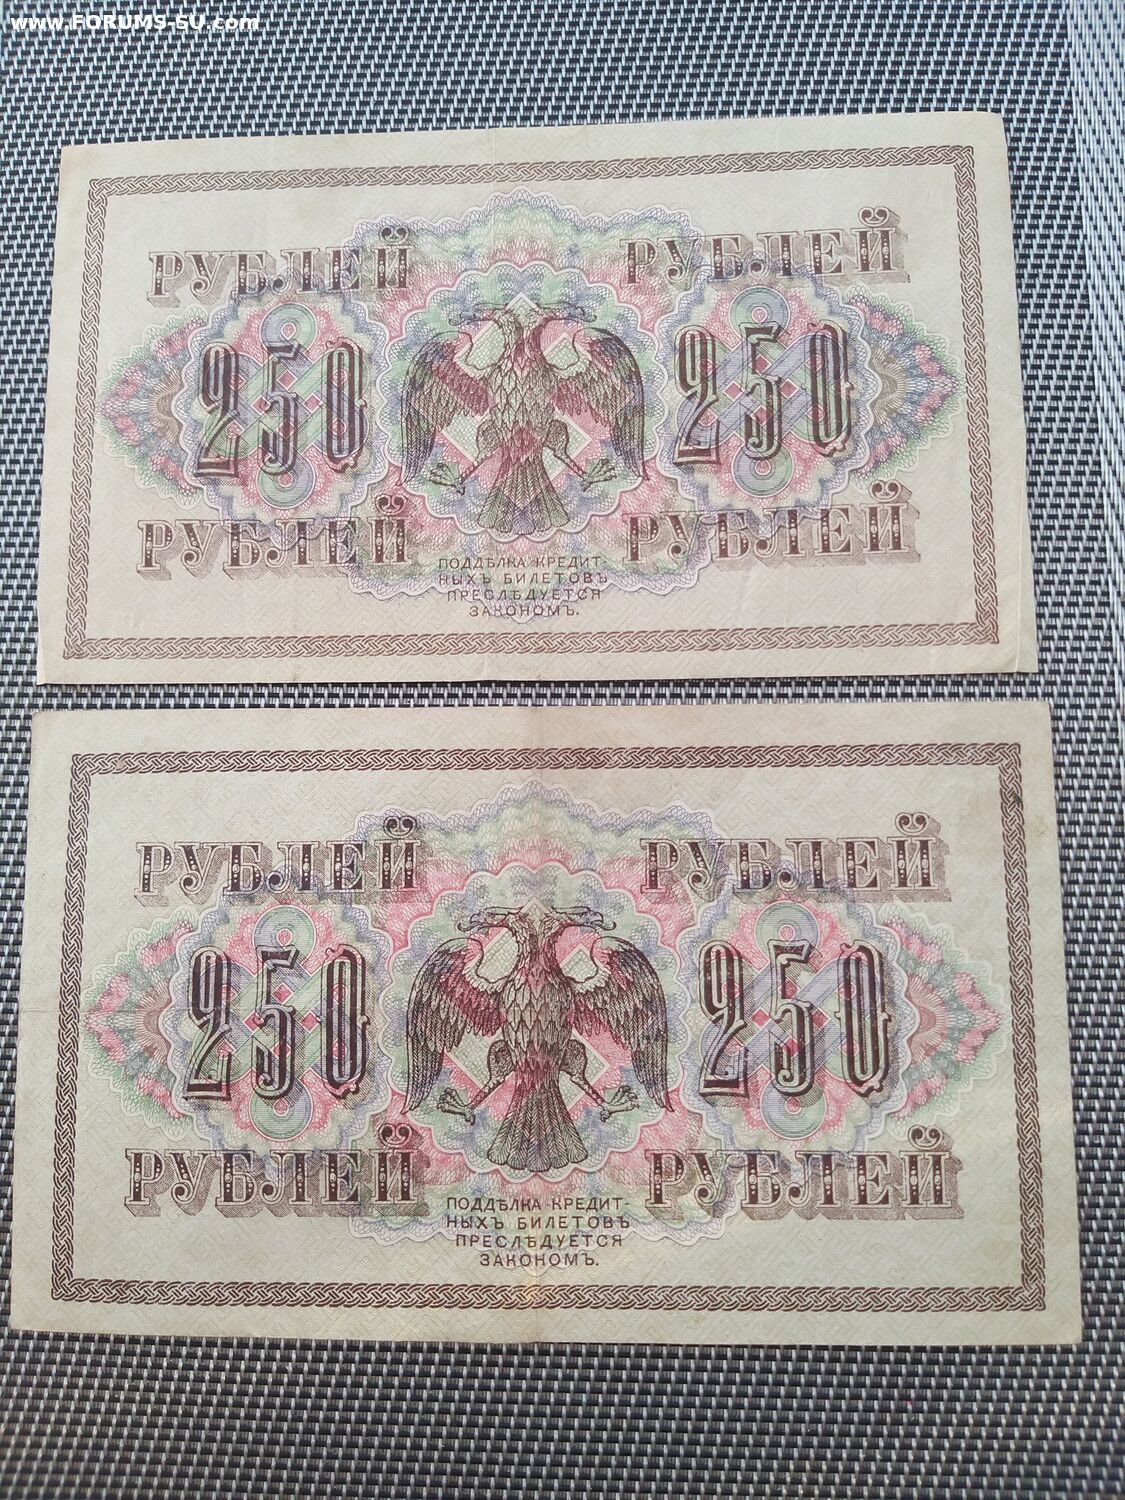 www.FORUMS-SU.com
РУБЛЕЙ РУБЛЕЙ
250 250
РУБЛЕЙ РУБЛЕЙ
ПОДДѢЛКА КРЕДИТ-
НЫХЪ БИЛЕТОВЪ
ПРЕСЛѢДУЕТСЯ
ЗАКОНОМЪ.
РУБЛЕЙ РУБЛЕЙ
250 250
РУБЛЕЙ РУБЛЕЙ
ПОДДѢЛКА КРЕДИТ-
НЫХЪ БИЛЕТОВЪ
ПРЕСЛѢДУЕТСЯ
ЗАКОНОМЪ.